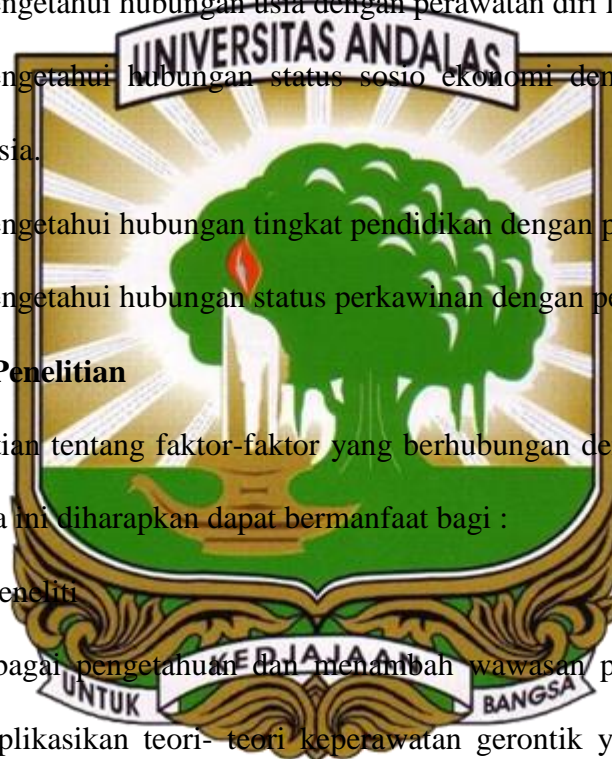 ngetahui hubungan usia dengan perawatan diri
UNIVERSITAS ANDALAS
ngetahui hubungan status sosio ekonomi den
sia.
ngetahui hubungan tingkat pendidikan dengan p
ngetahui hubungan status perkawinan dengan pe
Penelitian
tian tentang faktor-faktor yang berhubungan de
a ini diharapkan dapat bermanfaat bagi :
eneliti
bagai pengetahuan dan menambah wawasan p
UNTUK KEDJAJAAN BANGSA
plikasikan teori- teori keperawatan gerontik y